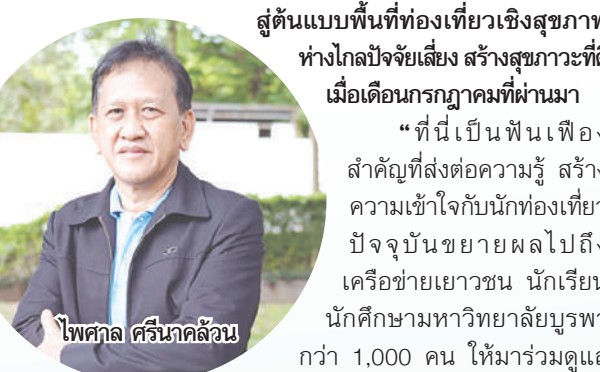 สู่ต้นแบบพื้นที่ท่องเที่ยวเชิงสุขภาพ
ห่างไกลปัจจัยเสี่ยง สร้างสุขภาวะที่ดี
เมื่อเดือนกรกฎาคมที่ผ่านมา
“ที่นี่เป็นฟันเฟือง
สำคัญที่ส่งต่อความรู้ สร้าง
ความเข้าใจกับนักท่องเที่ยว
ปัจจุบันขยายผลไปถึง
เครือข่ายเยาวชน นักเรียน
นักศึกษามหาวิทยาลัยบูรพา
กว่า 1,000 คน ให้มาร่วมดูแล
ไพศาล ศรีนาคล้วน